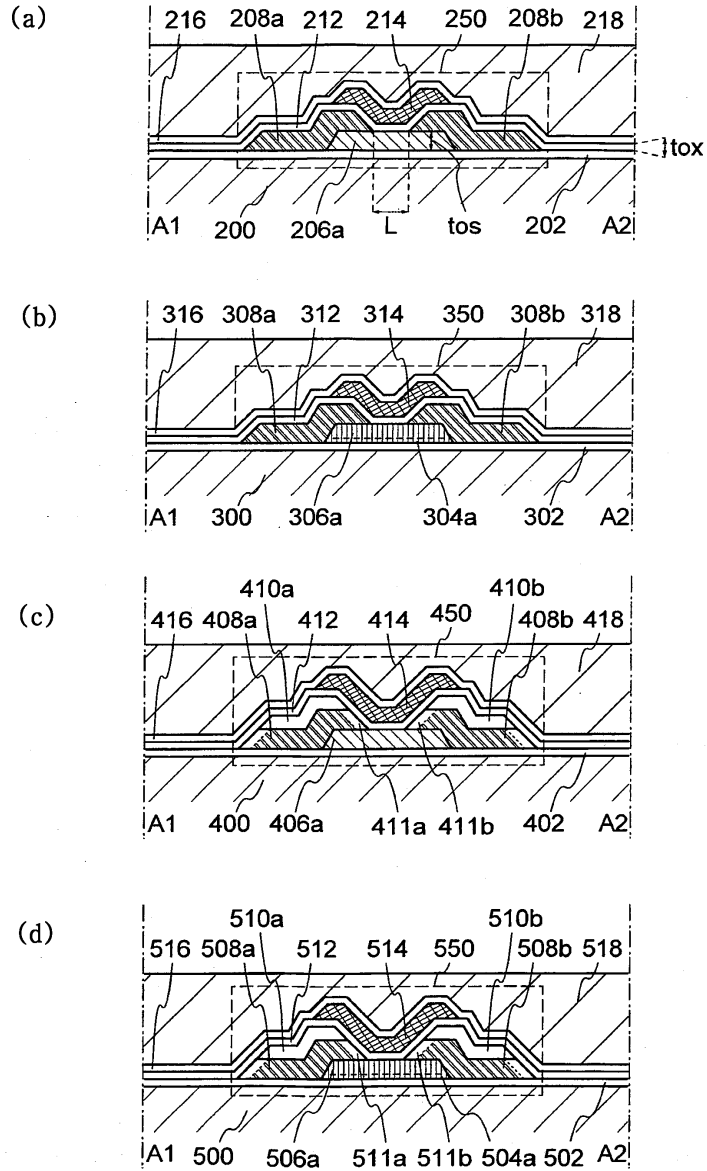 (a)
216 208a 212 214 250 208b 218
tox
A1 200 206a L tos 202 A2
(b)
316 308a 312 314 350 308b 318
A1 300 306a 304a 302 A2
(c)
410a 410b
416 408a 412 414 450 408b 418
A1 400 406a 411a 411b 402 A2
(d)
510a 510b
516 508a 512 514 550 508b 518
A1 500 506a 511a 511b 504a 502 A2